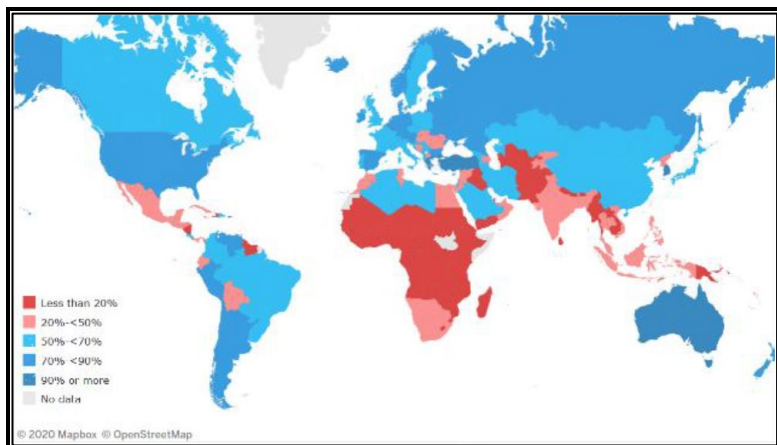 Less than 20%
20%-<50%
50%-<70%
70%-<90%
90% or more
No data
© 2020 Mapbox © OpenStreetMap